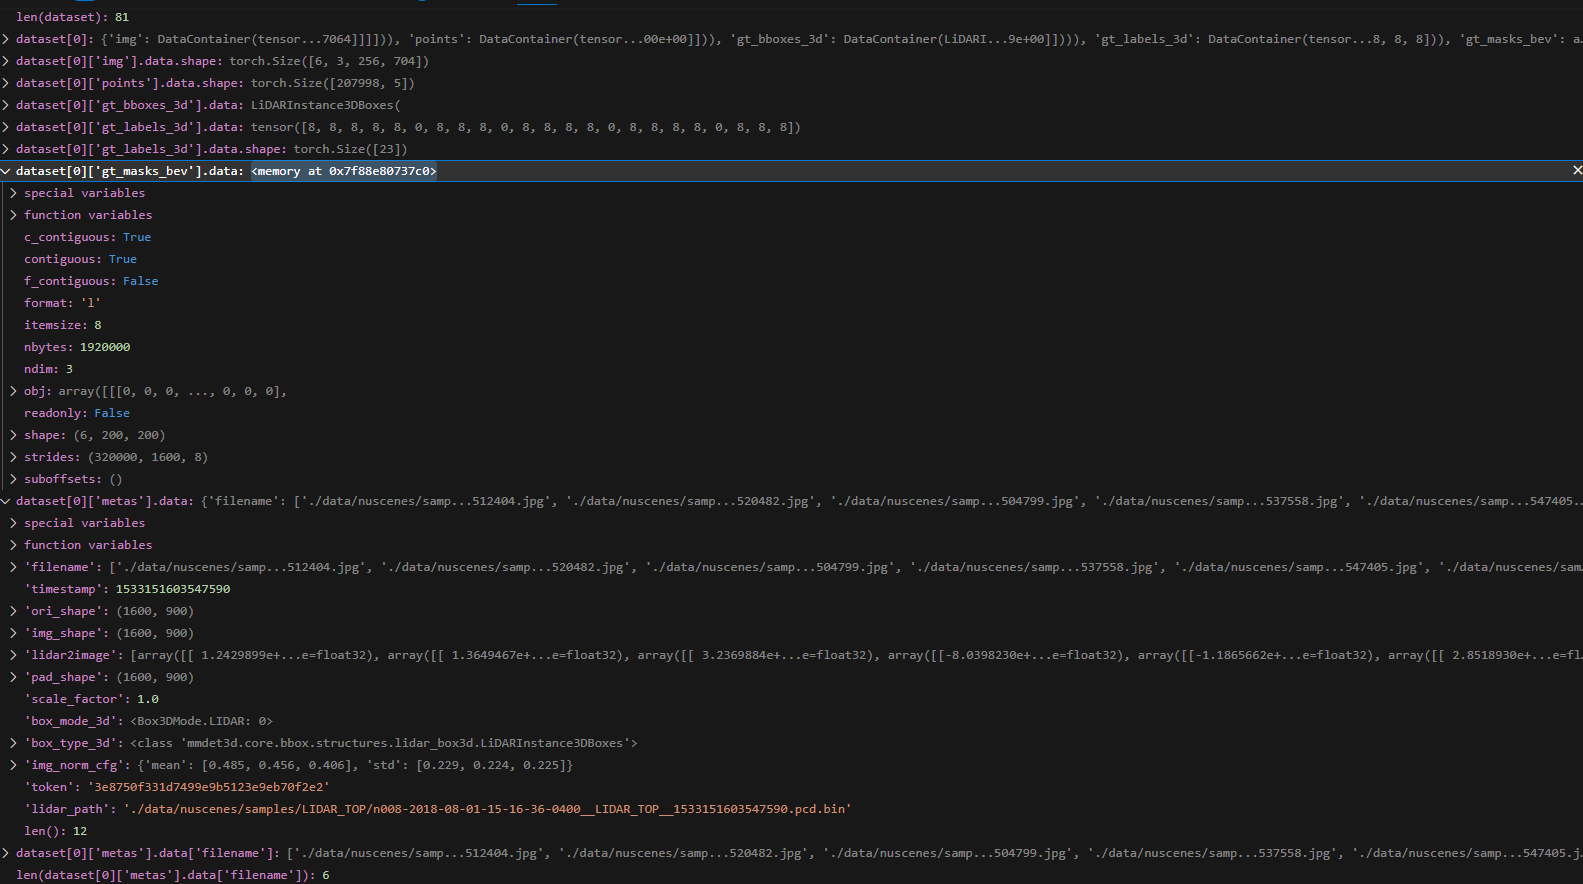 len(dataset): 81
dataset[0]: {'img': DataContainer(tensor...7064]]]]])), 'points': DataContainer(tensor...00e+00]])), 'gt_bboxes_3d': DataContainer(LiDARI...9e+00]]))), 'gt_labels_3d': DataContainer(tensor...8, 8, 8])), 'gt_masks_bev': a…
dataset[0]['img'].data.shape: torch.Size([6, 3, 256, 704])
dataset[0]['points'].data.shape: torch.Size([207998, 5])
dataset[0]['gt_bboxes_3d'].data: LiDARInstance3DBoxes(
dataset[0]['gt_labels_3d'].data: tensor([8, 8, 8, 8, 8, 0, 8, 8, 8, 0, 8, 8, 8, 8, 0, 8, 8, 8, 8, 0, 8, 8, 8])
dataset[0]['gt_labels_3d'].data.shape: torch.Size([23])
dataset[0]['gt_masks_bev'].data: <memory at 0x7f88e80737c0>
special variables
function variables
c_contiguous: True
contiguous: True
f_contiguous: False
format: 'l'
itemsize: 8
nbytes: 1920000
ndim: 3
obj: array([[[0, 0, 0, ..., 0, 0, 0],
readonly: False
shape: (6, 200, 200)
strides: (320000, 1600, 8)
suboffsets: ()
dataset[0]['metas'].data: {'filename': ['./data/nuscenes/samp...512404.jpg', './data/nuscenes/samp...520482.jpg', './data/nuscenes/samp...504799.jpg', './data/nuscenes/samp...537558.jpg', './data/nuscenes/samp...547405.…
special variables
function variables
'filename': ['./data/nuscenes/samp...512404.jpg', './data/nuscenes/samp...520482.jpg', './data/nuscenes/samp...504799.jpg', './data/nuscenes/samp...537558.jpg', './data/nuscenes/samp...547405.jpg', './data/nuscenes/sam…
'timestamp': 1533151603547590
'ori_shape': (1600, 900)
'img_shape': (1600, 900)
'lidar2image': [array([[ 1.2429899e+...e=float32), array([[ 1.3649467e+...e=float32), array([[ 3.2369884e+...e=float32), array([[-8.0398230e+...e=float32), array([[-1.1865662e+...e=float32), array([[ 2.8518930e+...e=fl…
'pad_shape': (1600, 900)
'scale_factor': 1.0
'box_mode_3d': <Box3DMode.LIDAR: 0>
'box_type_3d': <class 'mmdet3d.core.bbox.structures.lidar_box3d.LiDARInstance3DBoxes'>
'img_norm_cfg': {'mean': [0.485, 0.456, 0.406], 'std': [0.229, 0.224, 0.225]}
'token': '3e8750f331d7499e9b5123e9eb70f2e2'
'lidar_path': './data/nuscenes/samples/LIDAR_TOP/n008-2018-08-01-15-16-36-0400__LIDAR_TOP__1533151603547590.pcd.bin'
len(): 12
dataset[0]['metas'].data['filename']: ['./data/nuscenes/samp...512404.jpg', './data/nuscenes/samp...520482.jpg', './data/nuscenes/samp...504799.jpg', './data/nuscenes/samp...537558.jpg', './data/nuscenes/samp...547405.j…
len(dataset[0]['metas'].data['filename']): 6